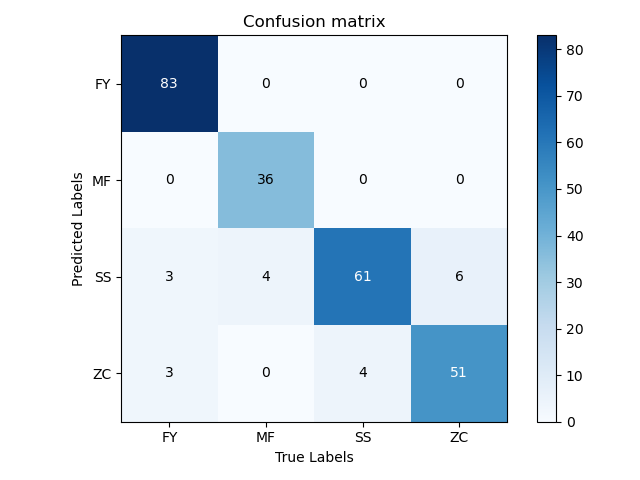 Confusion matrix
Predicted Labels
FY 83 0 0 0
MF 0 36 0 0
SS 3 4 61 6
ZC 3 0 4 51
FY MF SS ZC
True Labels
80
70
60
50
40
30
20
10
0